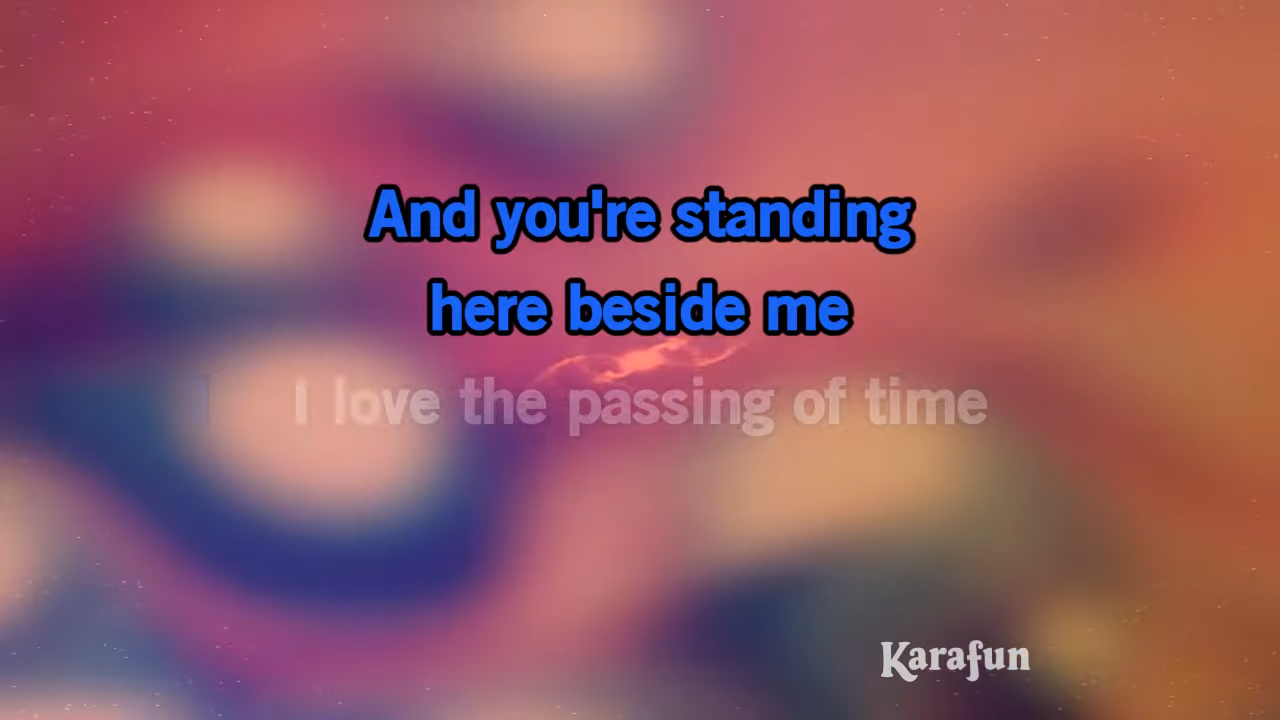 And you're standing
here beside me
I love the passing of time
Karafun